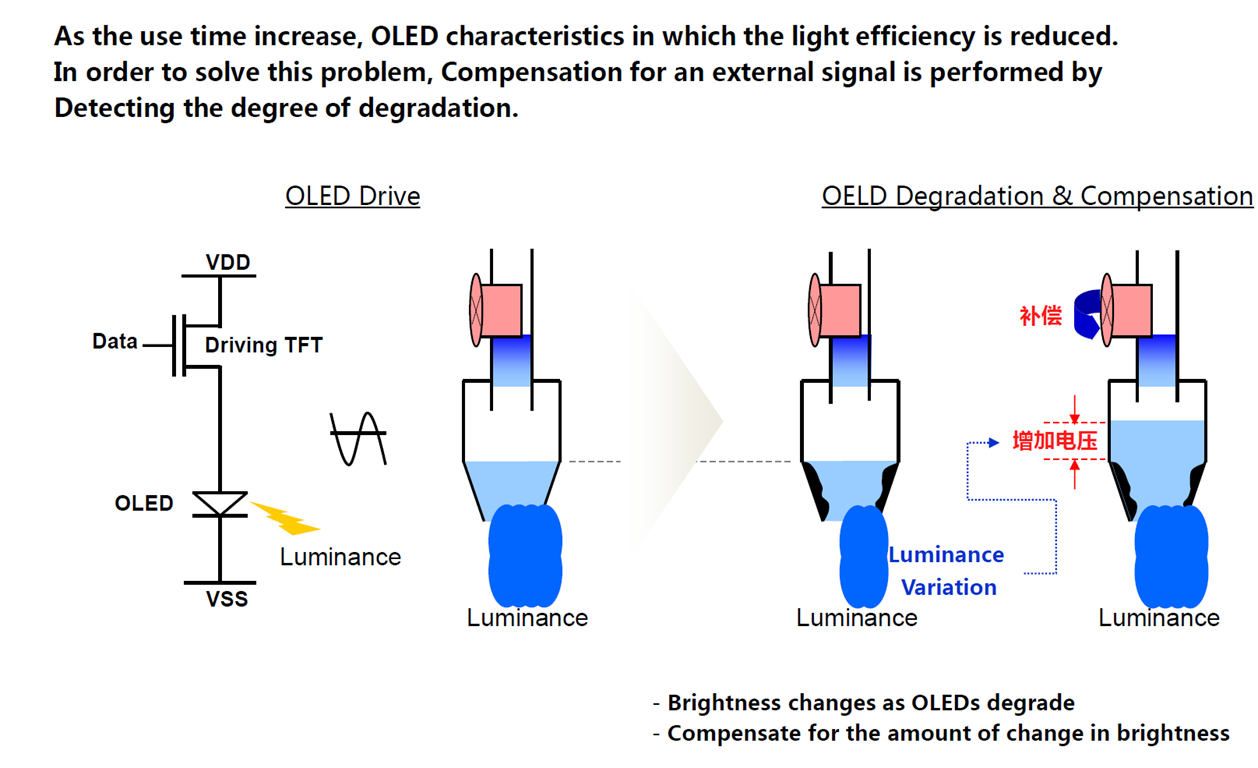 As the use time increase, OLED characteristics in which the light efficiency is reduced.
In order to solve this problem, Compensation for an external signal is performed by
Detecting the degree of degradation.
OLED Drive
OELD Degradation & Compensation
VDD
Data
Driving TFT
OLED
Luminance
VSS
Luminance
补偿
增加电压
Luminance
Variation
Luminance
Luminance
- Brightness changes as OLEDs degrade
- Compensate for the amount of change in brightness